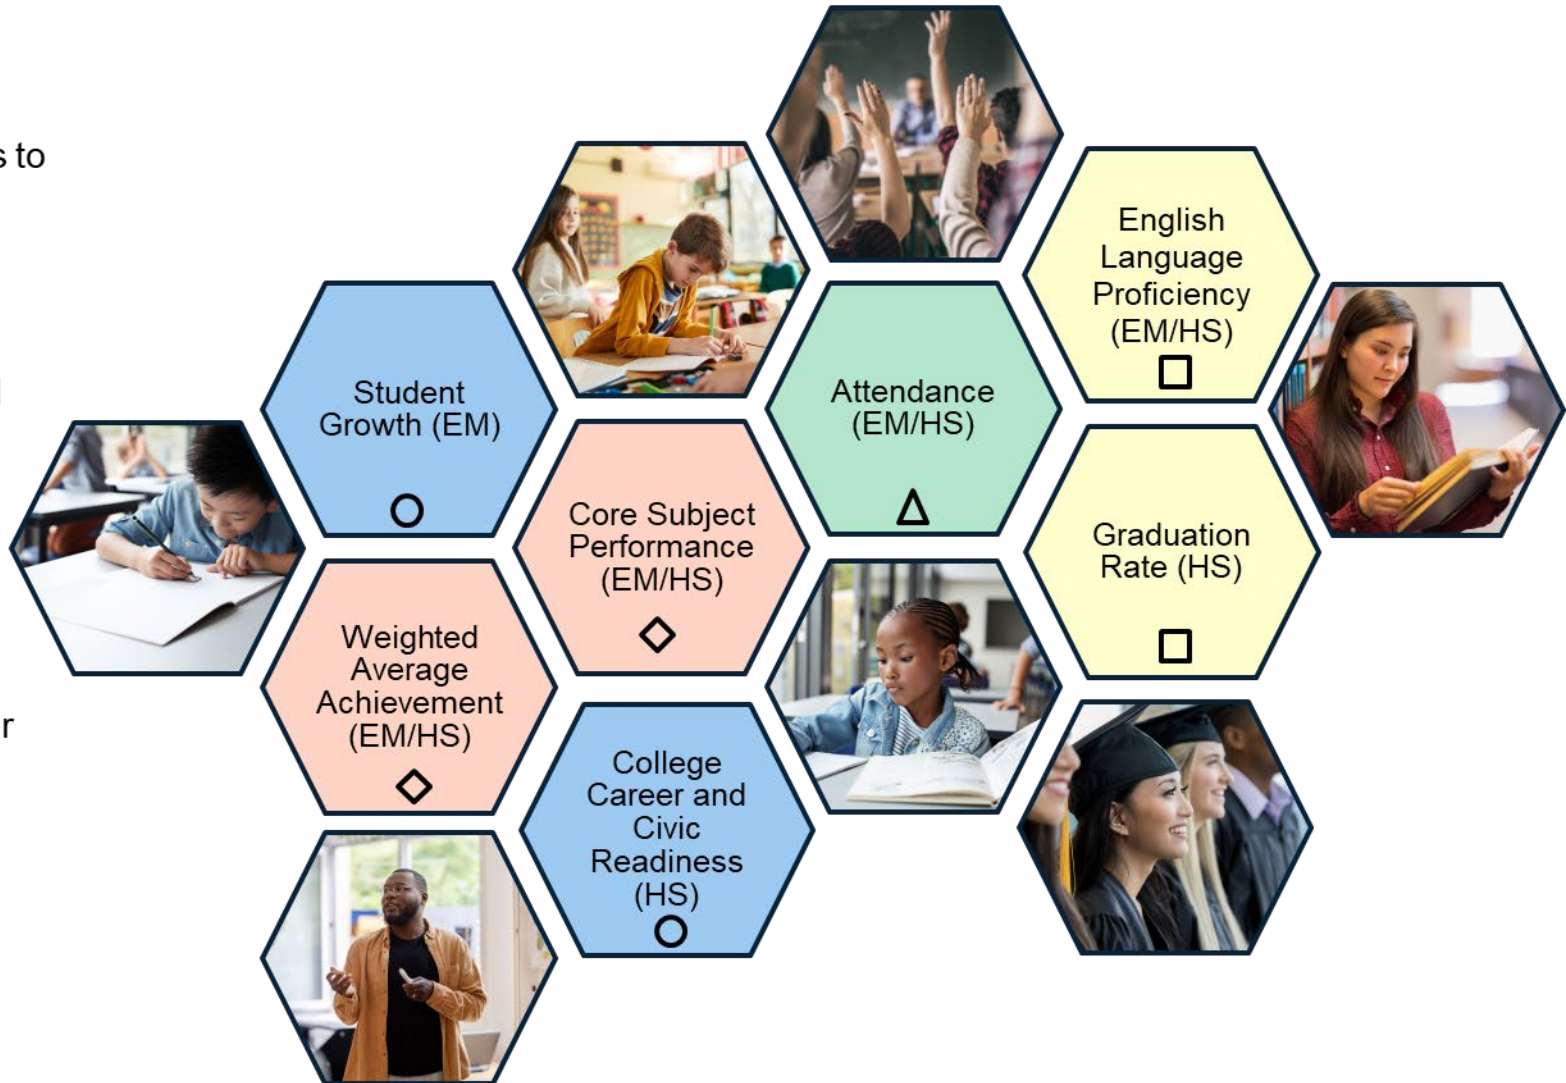 s to
r
Student
Growth (EM)
Weighted
Average
Achievement
(EM/HS)
Core Subject
Performance
(EM/HS)
College
Career and
Civic
Readiness
(HS)
Attendance
(EM/HS)
English
Language
Proficiency
(EM/HS)
Graduation
Rate (HS)